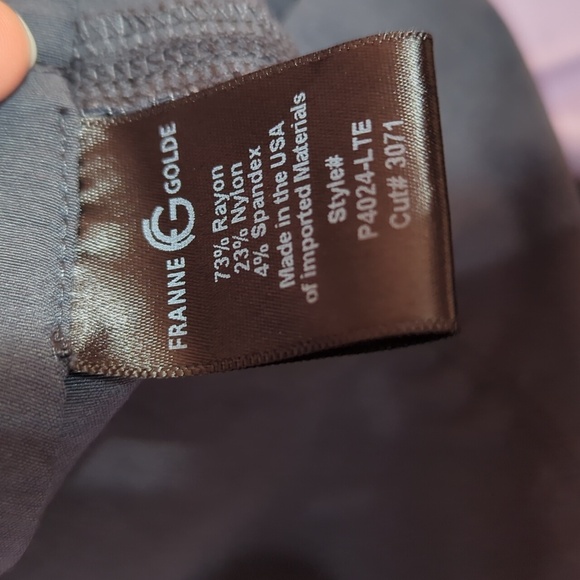 FRANNE G GOLDE
73% Rayon
23% Nylon
4% Spandex
Made in the USA
of imported Materials
Style#
P4024-LTE
Cut# 3071